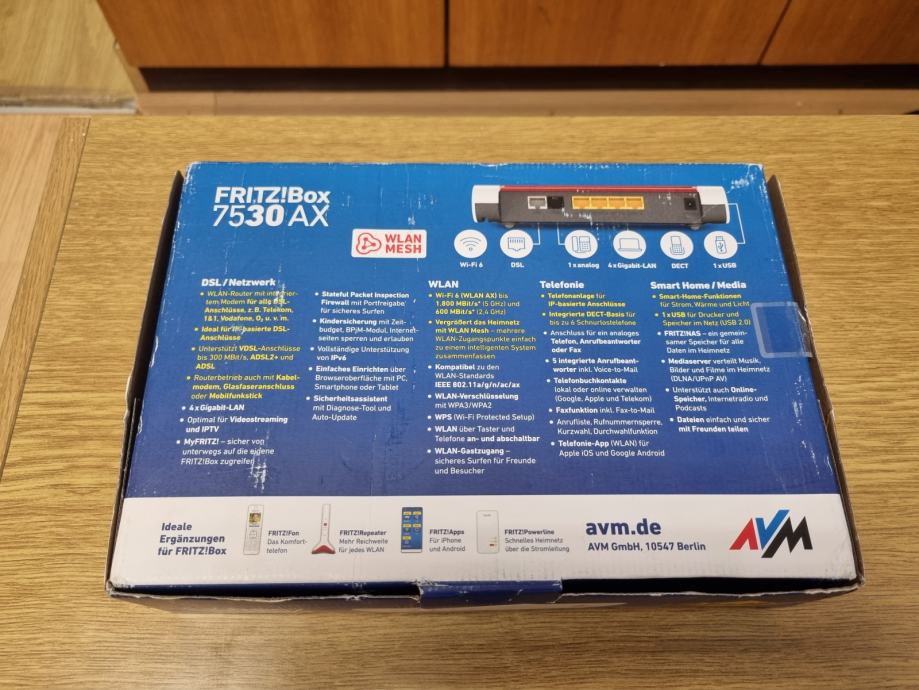 FRITZ!Box
7530 AX
WLAN
MESH
Wi-Fi 6
DSL
1 x analog
4 x Gigabit-LAN
DECT
1 x USB
DSL / Netzwerk
• WLAN-Router mit integrier-
tem Modem für alle DSL-
Anschlüsse, z.B. Telekom,
1&1, Vodafone, O₂ u. v. m.
• Ideal für IP-basierte DSL-
Anschlüsse
• Unterstützt VDSL-Anschlüsse
bis 300 MBit/s, ADSL2+ und
ADSL
• Routerbetrieb auch mit Kabel-
modem, Glasfaseranschluss
oder Mobilfunkstick
• 4 x Gigabit-LAN
• Optimal für Videostreaming
und IPTV
• MyFRITZ! – sicher von
unterwegs auf die eigene
FRITZ!Box zugreifen
• Stateful Packet Inspection
Firewall mit Portfreigabe
für sicheres Surfen
• Kindersicherung mit Zeit-
budget, BPjM-Modul, Internet-
seiten sperren und erlauben
• Vollständige Unterstützung
von IPv6
• Einfaches Einrichten über
Browseroberfläche mit PC,
Smartphone oder Tablet
• Sicherheitsassistent
mit Diagnose-Tool und
Auto-Update
WLAN
• Wi-Fi 6 (WLAN AX) bis
1.800 MBit/s* (5 GHz) und
600 MBit/s* (2,4 GHz)
• Vergrößert das Heimnetz
mit WLAN Mesh – mehrere
WLAN-Zugangspunkte einfach
zu einem intelligenten System
zusammenfassen
• Kompatibel zu den
WLAN-Standards
IEEE 802.11a/g/n/ac/ax
• WLAN-Verschlüsselung
mit WPA3/WPA2
• WPS (Wi-Fi Protected Setup)
• WLAN über Taster und
Telefone an- und abschaltbar
• WLAN-Gastzugang –
sicheres Surfen für Freunde
und Besucher
Telefonie
• Telefonanlage für
IP-basierte Anschlüsse
• Integrierte DECT-Basis für
bis zu 6 Schnurlostelefone
• Anschluss für ein analoges
Telefon, Anrufbeantworter
oder Fax
• 5 integrierte Anrufbeant-
worter inkl. Voice-to-Mail
• Telefonbuchkontakte
lokal oder online verwalten
(Google, Apple und Telekom)
• Faxfunktion inkl. Fax-to-Mail
• Anrufliste, Rufnummernsperre,
Kurzwahl, Durchwahlfunktion
• Telefonie-App (WLAN) für
Apple iOS und Google Android
Smart Home / Media
• Smart-Home-Funktionen
für Strom, Wärme und Licht
• 1 x USB für Drucker und
Speicher im Netz (USB 2.0)
• FRITZ!NAS – ein gemein-
samer Speicher für alle
Daten im Heimnetz
• Mediaserver verteilt Musik,
Bilder und Filme im Heimnetz
(DLNA/UPnP AV)
• Unterstützt auch Online-
Speicher, Internetradio und
Podcasts
• Dateien einfach und sicher
mit Freunden teilen
Ideale
Ergänzungen
für FRITZ!Box
FRITZ!Fon
Das Komfort-
telefon
FRITZ!Repeater
Mehr Reichweite
für jedes WLAN
FRITZ!Apps
Für iPhone
und Android
FRITZ!Powerline
Schnelles Heimnetz
über die Stromleitung
avm.de
AVM GmbH, 10547 Berlin
AVM